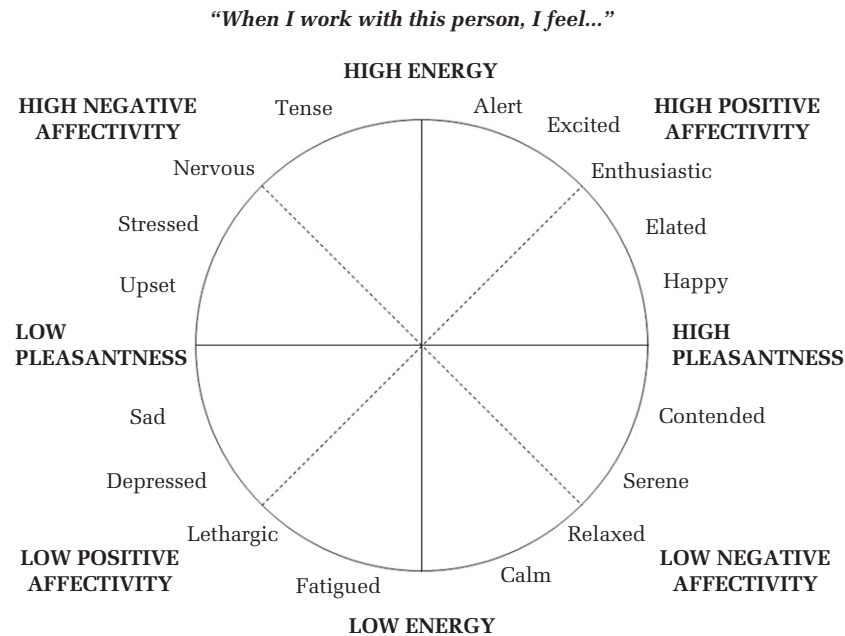 “When I work with this person, I feel...”
HIGH ENERGY
HIGH NEGATIVE
AFFECTIVITY
Tense
Alert
HIGH POSITIVE
AFFECTIVITY
Excited
Nervous
Enthusiastic
Stressed
Elated
Upset
Happy
LOW
PLEASANTNESS
HIGH
PLEASANTNESS
Sad
Contended
Depressed
Serene
Lethargic
Relaxed
LOW POSITIVE
AFFECTIVITY
Fatigued
Calm
LOW NEGATIVE
AFFECTIVITY
LOW ENERGY